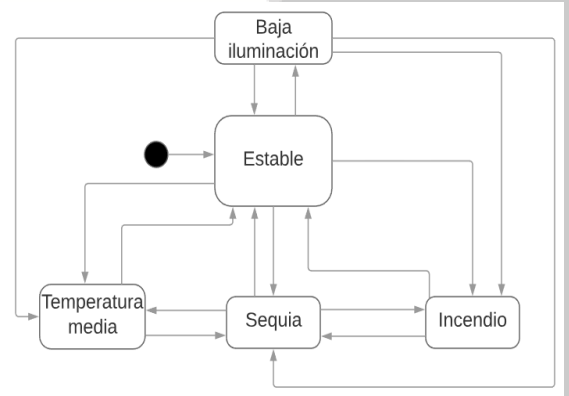 Baja
iluminación
Estable
Temperatura
media
Sequia
Incendio